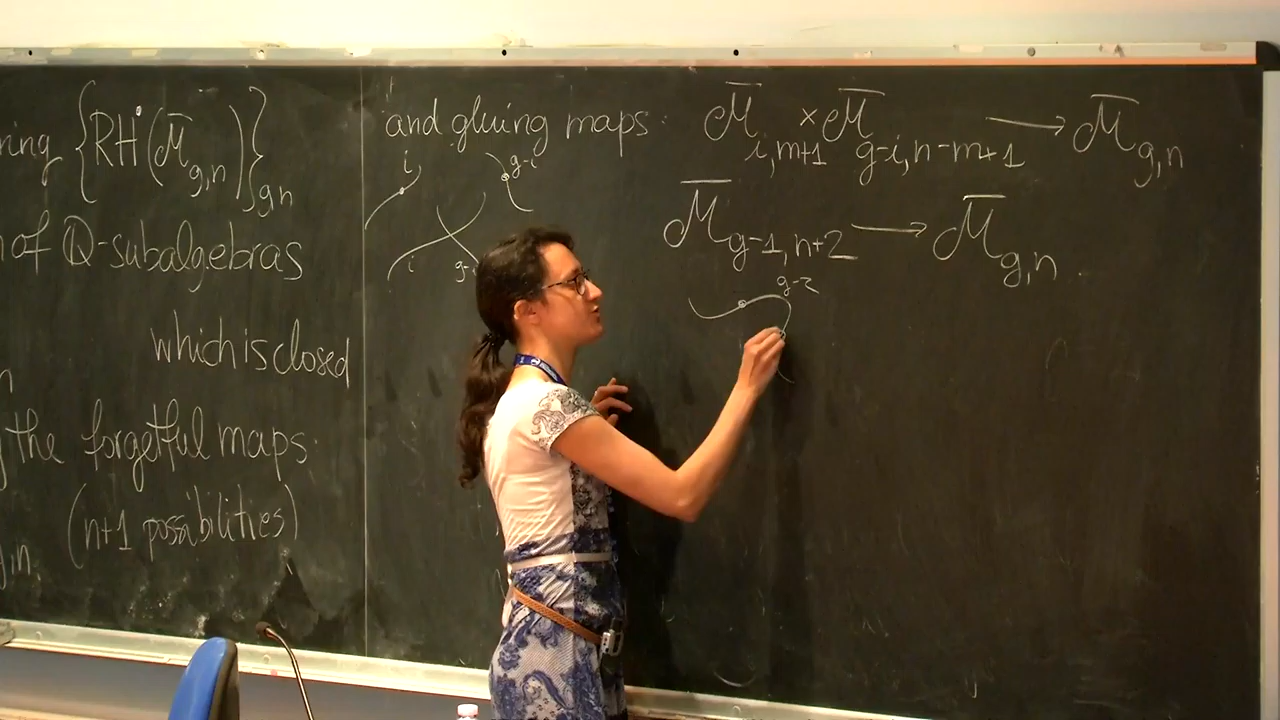 ring {RH•(M̄_{g,n})}_{g,n}
of Q-subalgebras
which is closed
the forgetful maps.
(n+1 possibilities)
g,n
and gluing maps: M̄_{i,m+1} × M̄_{g-i,n-m+1} → M̄_{g,n}
i g-i
i g-
M̄_{g-1,n+2} → M̄_{g,n}.
g-2